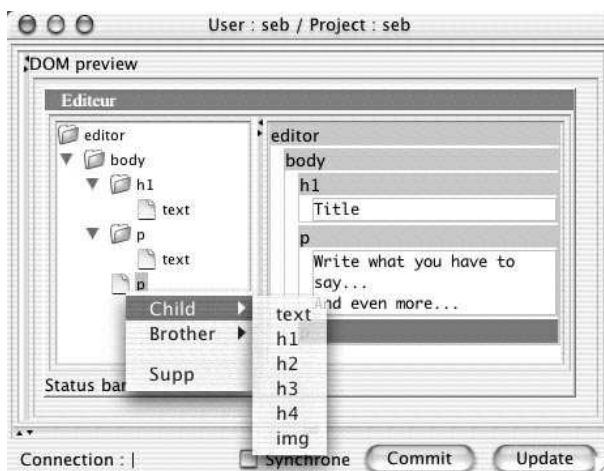 User : seb / Project : seb
DOM preview
Editeur
editor
body
h1
text
p
text
p
editor
body
h1
Title
p
Write what you have to
say...
And even more...
Child
Brother
Supp
text
h1
h2
h3
h4
img
Status bar
Connection :
Synchrone
Commit
Update